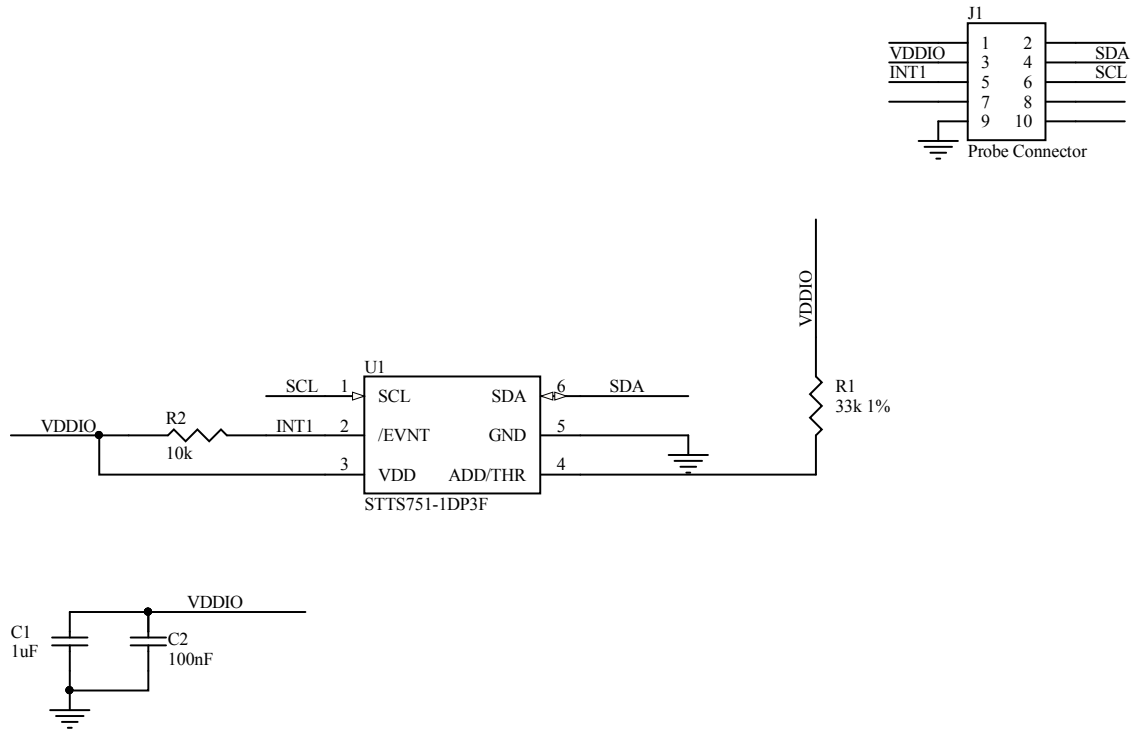 J1
1 2
VDDIO 3 4 SDA
INT1 5 6 SCL
7 8
9 10
Probe Connector
VDDIO
R1
33k 1%
U1
SCL 1 SCL SDA 6 SDA
VDDIO R2 10k INT1 2 /EVNT GND 5
3 VDD ADD/THR 4
STTS751-1DP3F
VDDIO
C1
1uF
C2
100nF